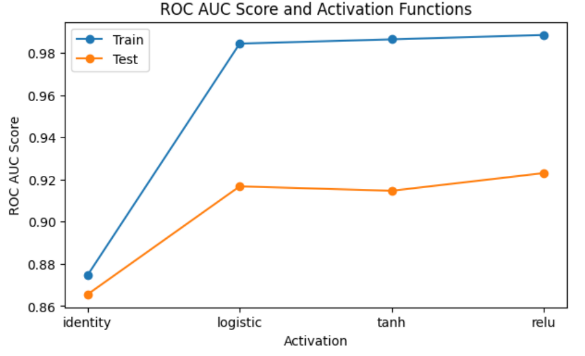 ROC AUC Score and Activation Functions
Train
Test
0.98
0.96
0.94
0.92
0.90
0.88
0.86
ROC AUC Score
identity logistic tanh relu
Activation